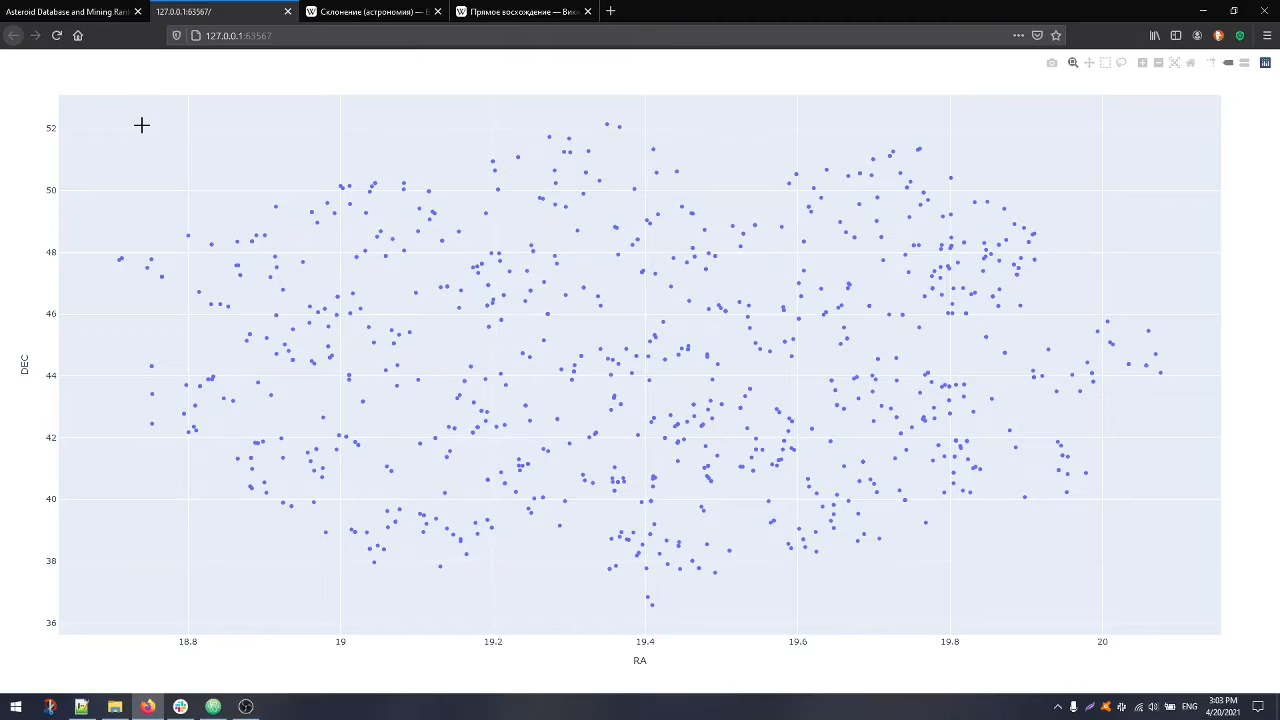 Asteroid Database and Mining Rank
127.0.0.1:63567/
Склонение (астрономия) — В
Прямое восхождение — Вики
127.0.0.1:63567
52
50
48
46
44
42
40
38
36
DEC
18.8
19
19.2
19.4
19.6
19.8
20
RA
ENG
3:03 PM
4/20/2021